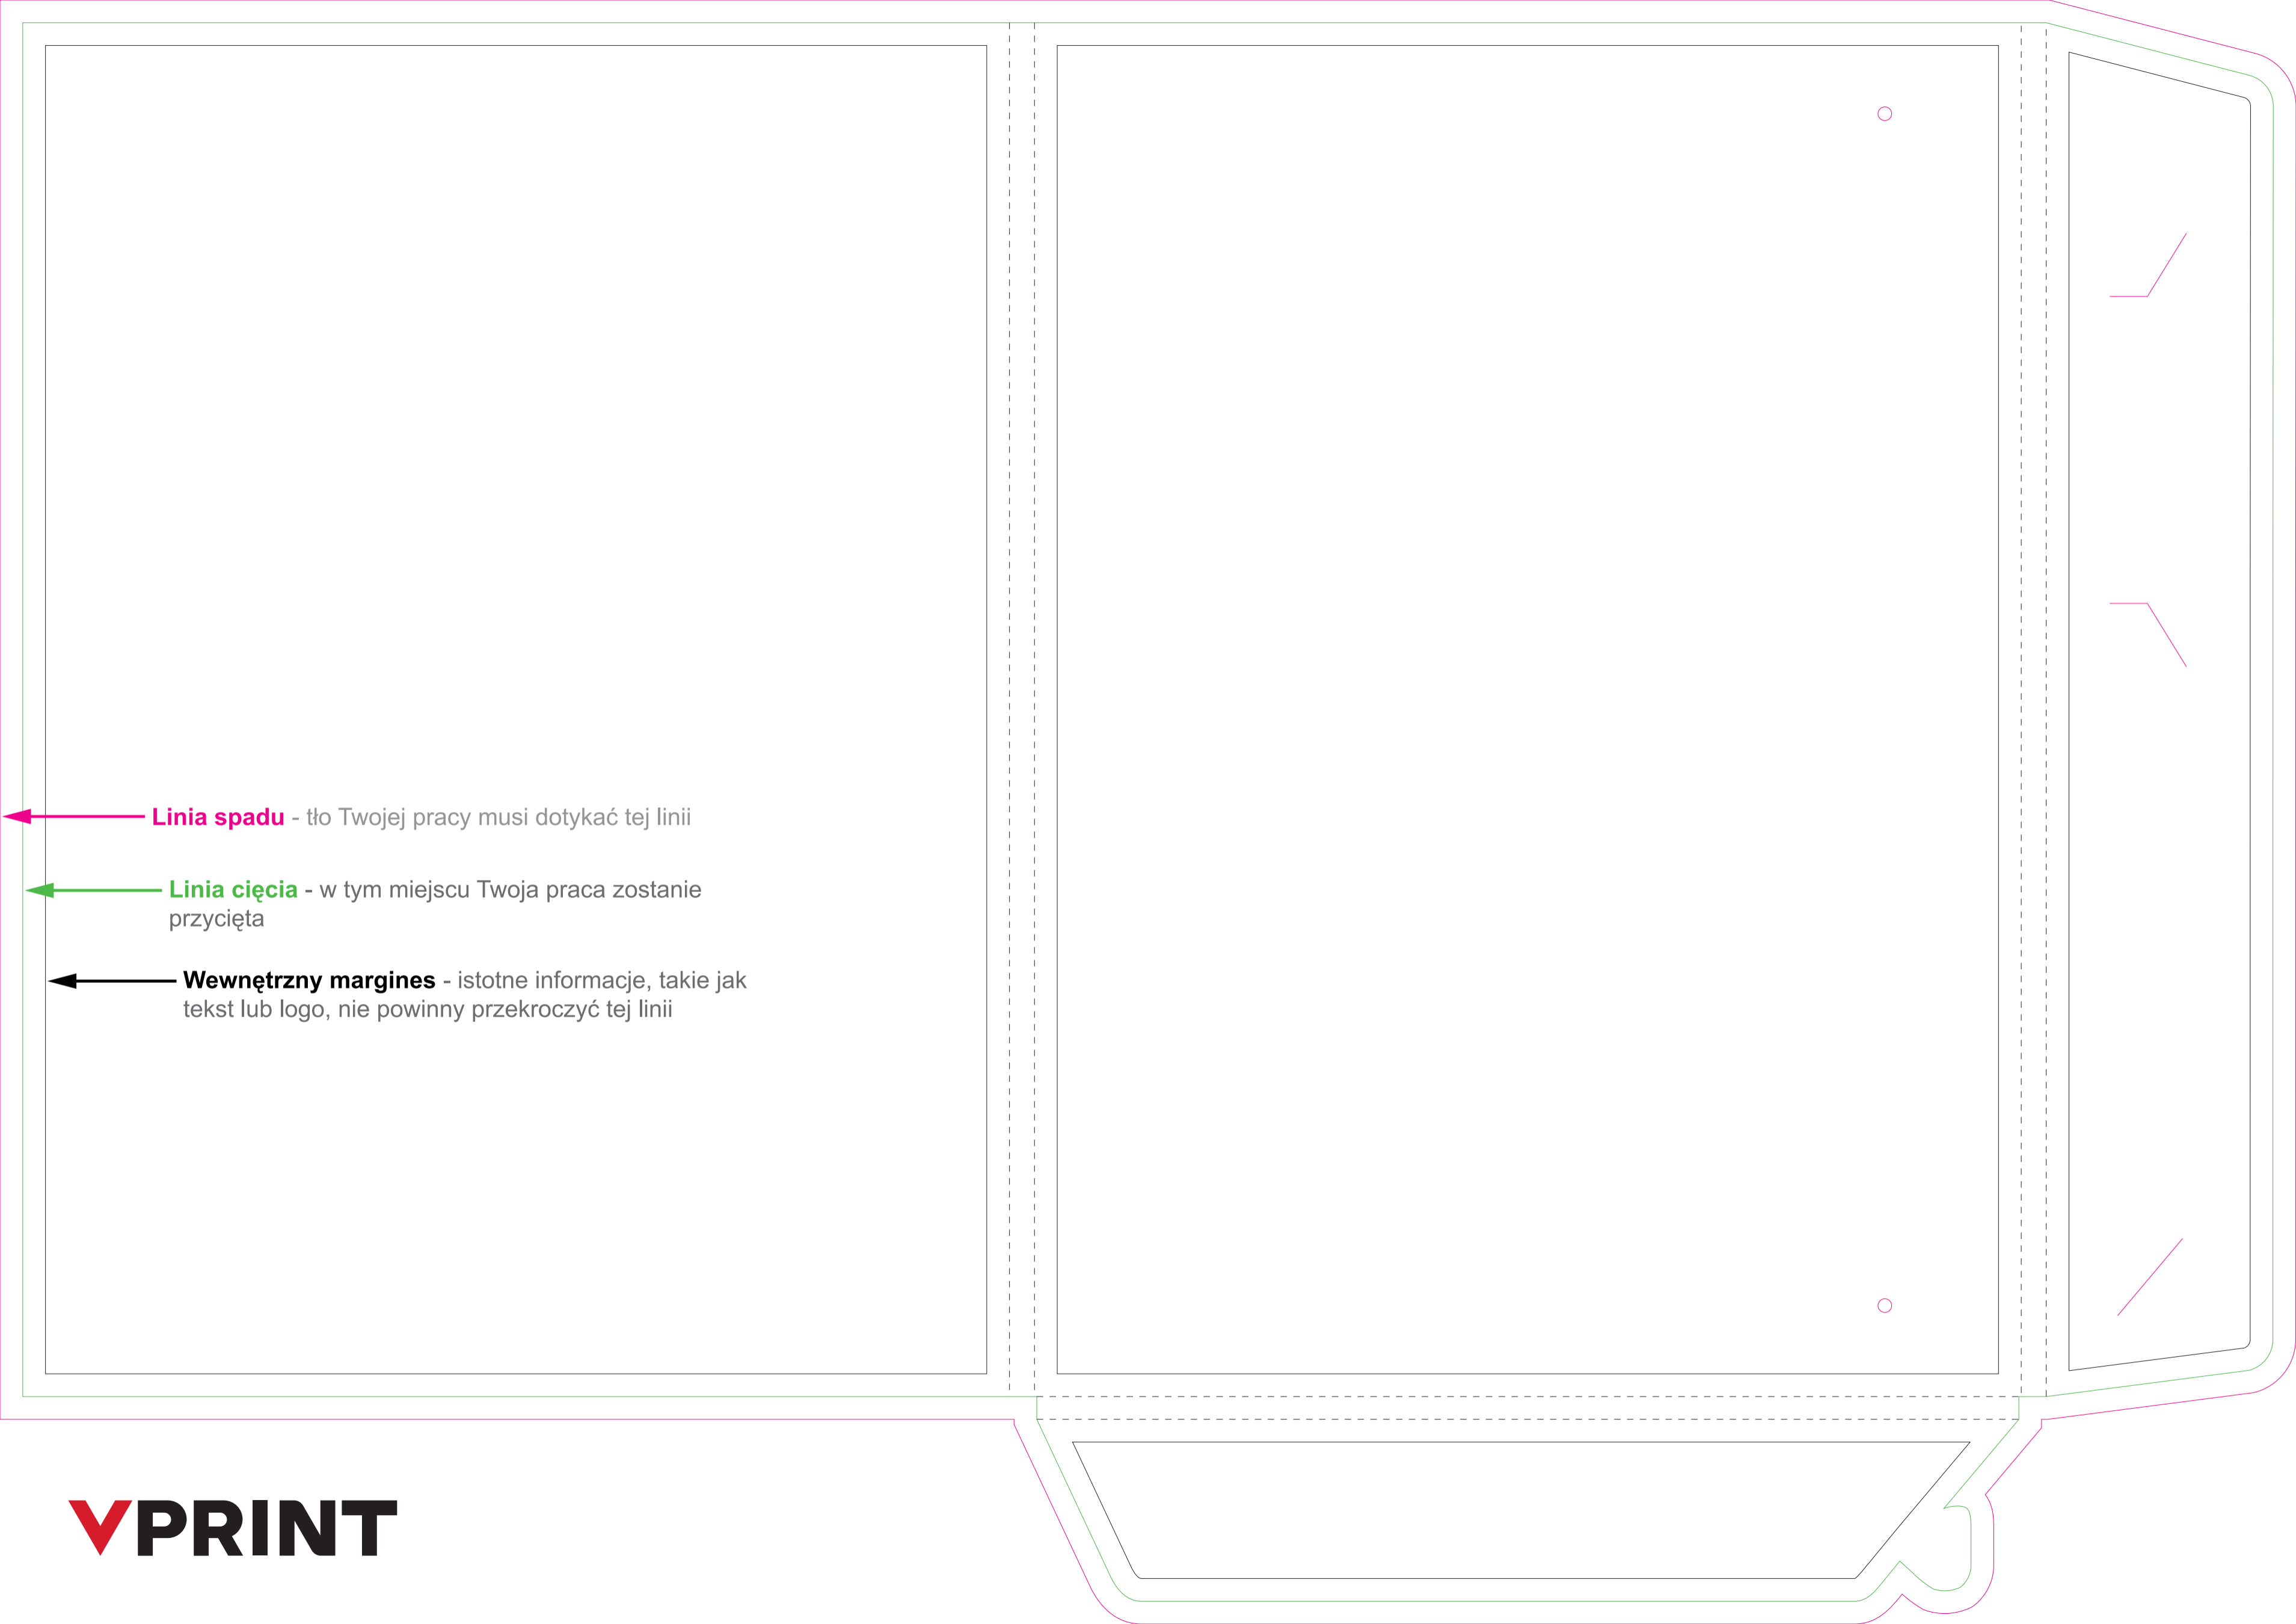 Linia spadu - tło Twojej pracy musi dotykać tej linii
Linia cięcia - w tym miejscu Twoja praca zostanie
przycięta
Wewnętrzny margines - istotne informacje, takie jak
tekst lub logo, nie powinny przekroczyć tej linii
VPRINT